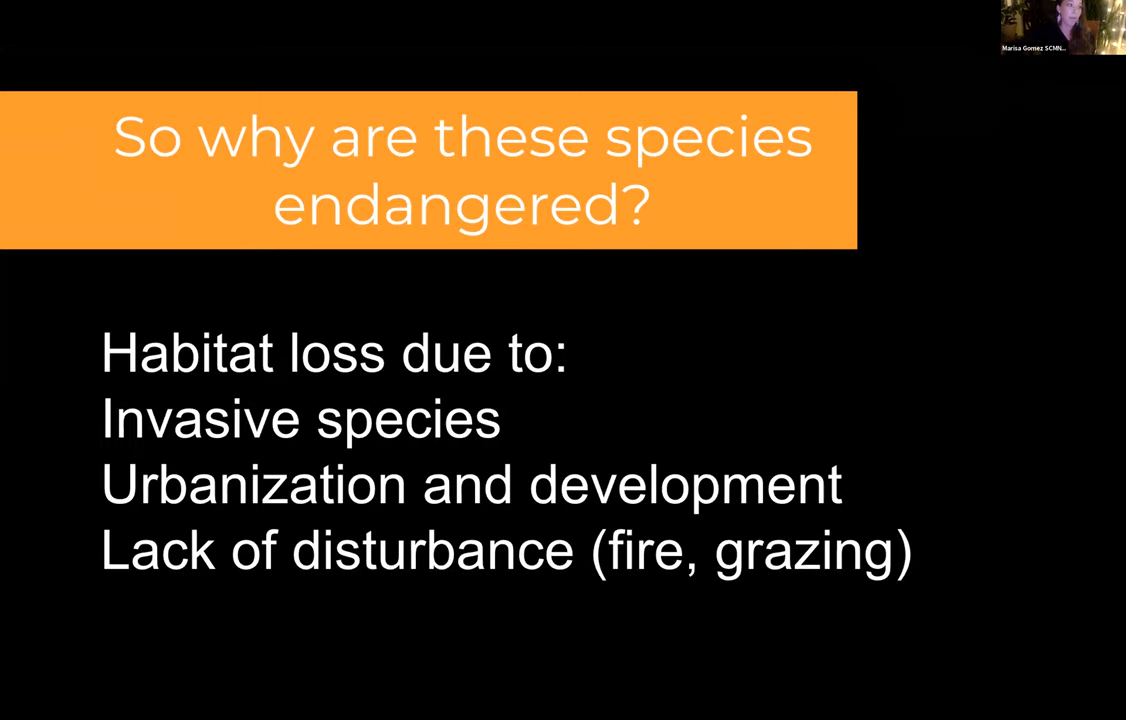 Marisa Gomez SCMN...
So why are these species
endangered?
Habitat loss due to:
Invasive species
Urbanization and development
Lack of disturbance (fire, grazing)